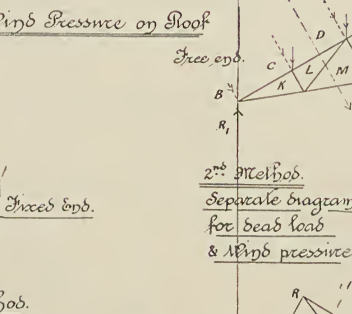 Wind Pressure on Roof
Free end.
D
C
L
M
K
B
R₁
Fixed End.
2nd Method.
Separate diagram
for dead load
& Wind pressure
R